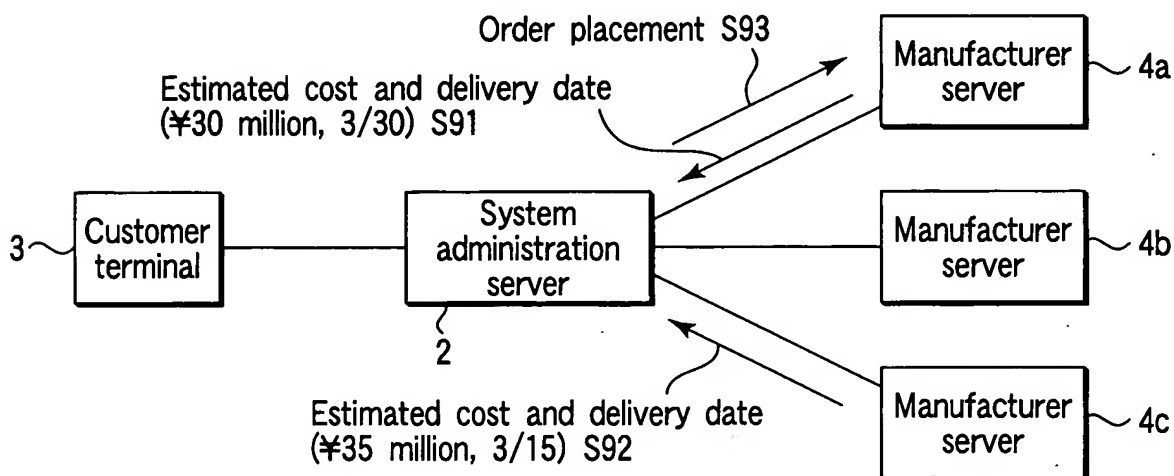 Order placement S93
Manufacturer
server
4a
Estimated cost and delivery date
(¥30 million, 3/30) S91
3
Customer
terminal
System
administration
server
2
Manufacturer
server
4b
Estimated cost and delivery date
(¥35 million, 3/15) S92
Manufacturer
server
4c